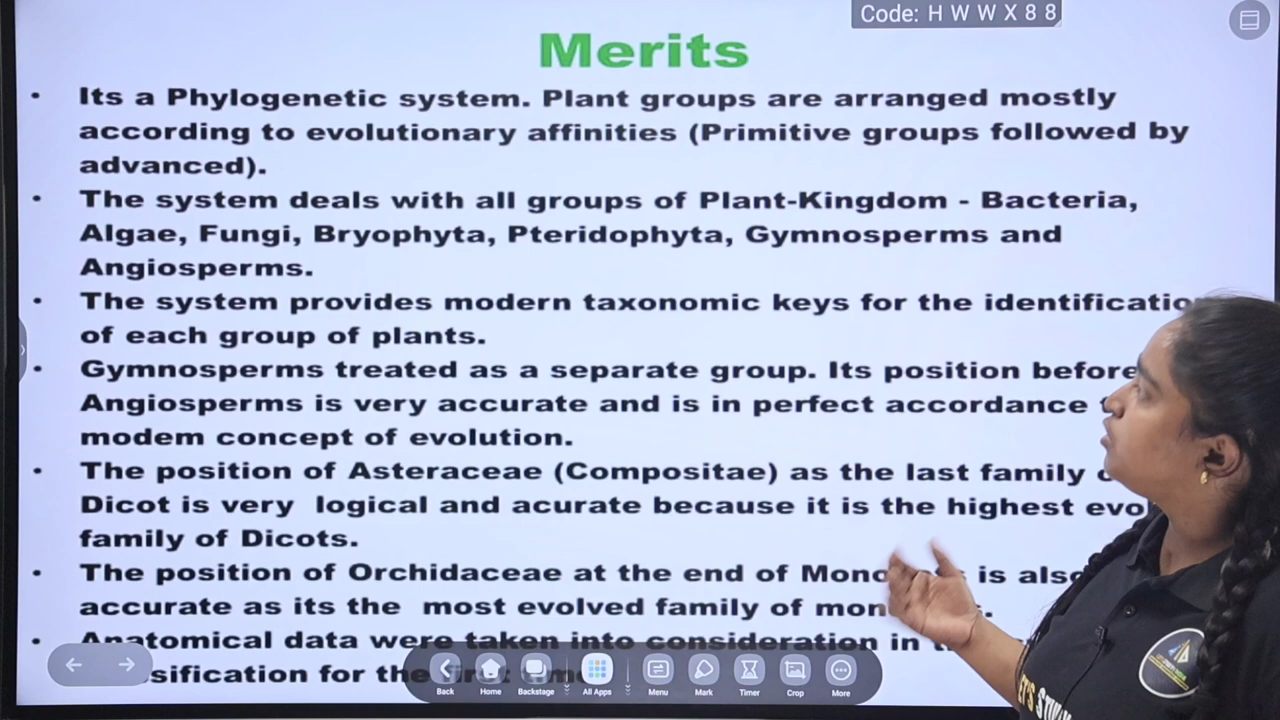 Code: H W W X 8 8
Merits
• Its a Phylogenetic system. Plant groups are arranged mostly
according to evolutionary affinities (Primitive groups followed by
advanced).
• The system deals with all groups of Plant-Kingdom - Bacteria,
Algae, Fungi, Bryophyta, Pteridophyta, Gymnosperms and
Angiosperms.
• The system provides modern taxonomic keys for the identificatio
of each group of plants.
• Gymnosperms treated as a separate group. Its position before
Angiosperms is very accurate and is in perfect accordance
modem concept of evolution.
• The position of Asteraceae (Compositae) as the last family
Dicot is very logical and acurate because it is the highest evo
family of Dicots.
• The position of Orchidaceae at the end of Mono is also
accurate as its the most evolved family of mon
• Anatomical data were taken into consideration in
sification for the first time
Back Home Backstage All Apps Menu Mark Timer Crop More